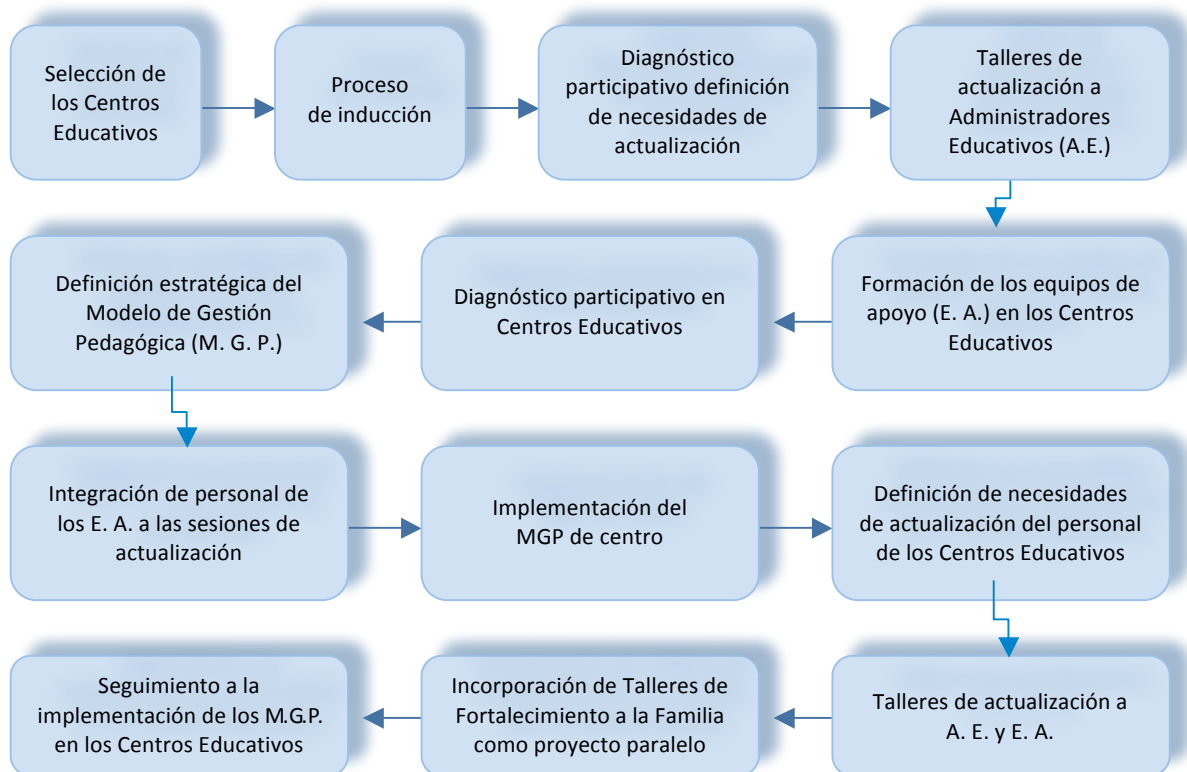 Selección de
los Centros
Educativos
Proceso
de inducción
Diagnóstico
participativo definición
de necesidades de
actualización
Talleres de
actualización a
Administradores
Educativos (A.E.)
Formación de los equipos de
apoyo (E. A.) en los Centros
Educativos
Diagnóstico participativo en
Centros Educativos
Definición estratégica del
Modelo de Gestión
Pedagógica (M. G. P.)
Integración de personal de
los E. A. a las sesiones de
actualización
Implementación del
MGP de centro
Definición de necesidades
de actualización del personal
de los Centros Educativos
Talleres de actualización a
A. E. y E. A.
Incorporación de Talleres de
Fortalecimiento a la Familia
como proyecto paralelo
Seguimiento a la
implementación de los M.G.P.
en los Centros Educativos